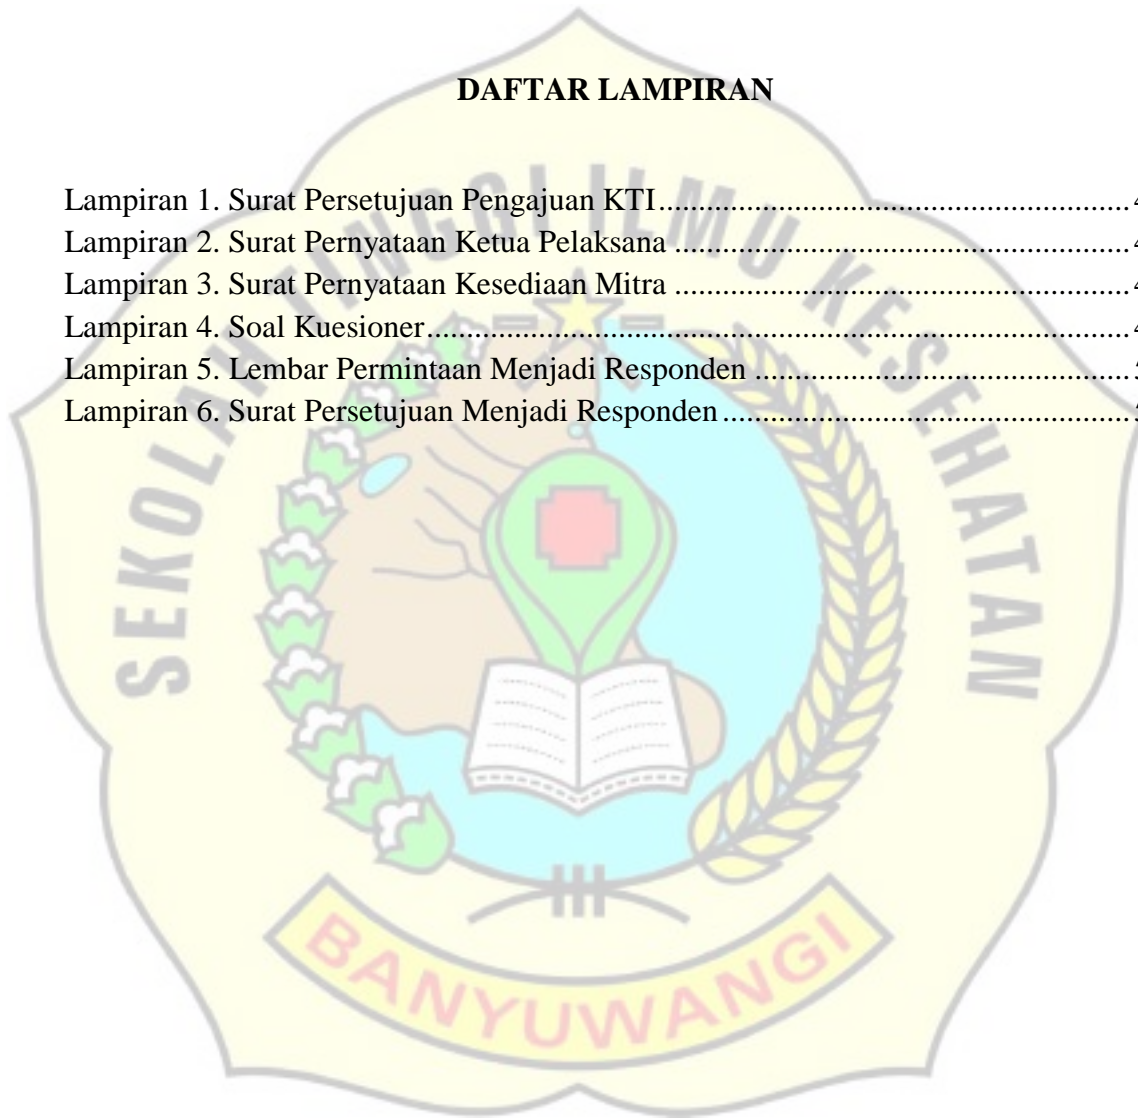 DAFTAR LAMPIRAN
Lampiran 1. Surat Persetujuan Pengajuan KTI
Lampiran 2. Surat Pernyataan Ketua Pelaksana
Lampiran 3. Surat Pernyataan Kesediaan Mitra
Lampiran 4. Soal Kuesioner
Lampiran 5. Lembar Permintaan Menjadi Responden
Lampiran 6. Surat Persetujuan Menjadi Responden
SEKOLAH TINGGI ILMU KESEHATAN
BANYUWANGI